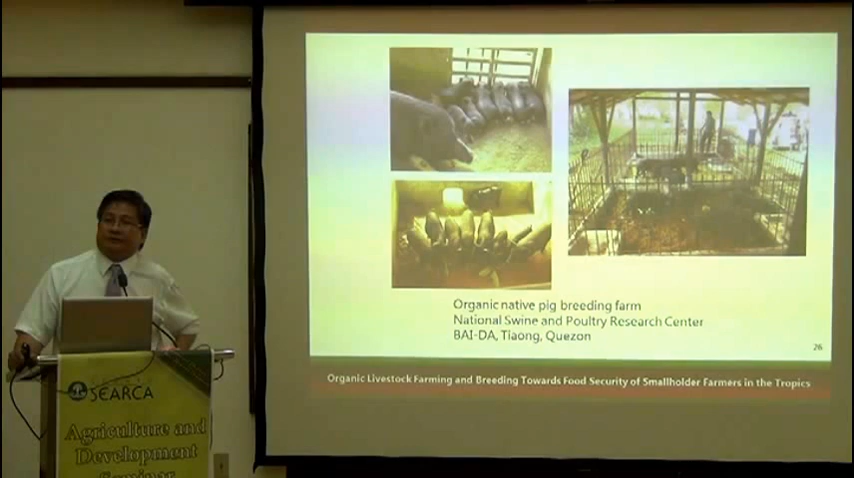 Organic native pig breeding farm
National Swine and Poultry Research Center
BAI-DA, Tiaong, Quezon
26
Organic Livestock Farming and Breeding Towards Food Security of Smallholder Farmers in the Tropics
SEARCA
Agriculture and
Development
Seminar